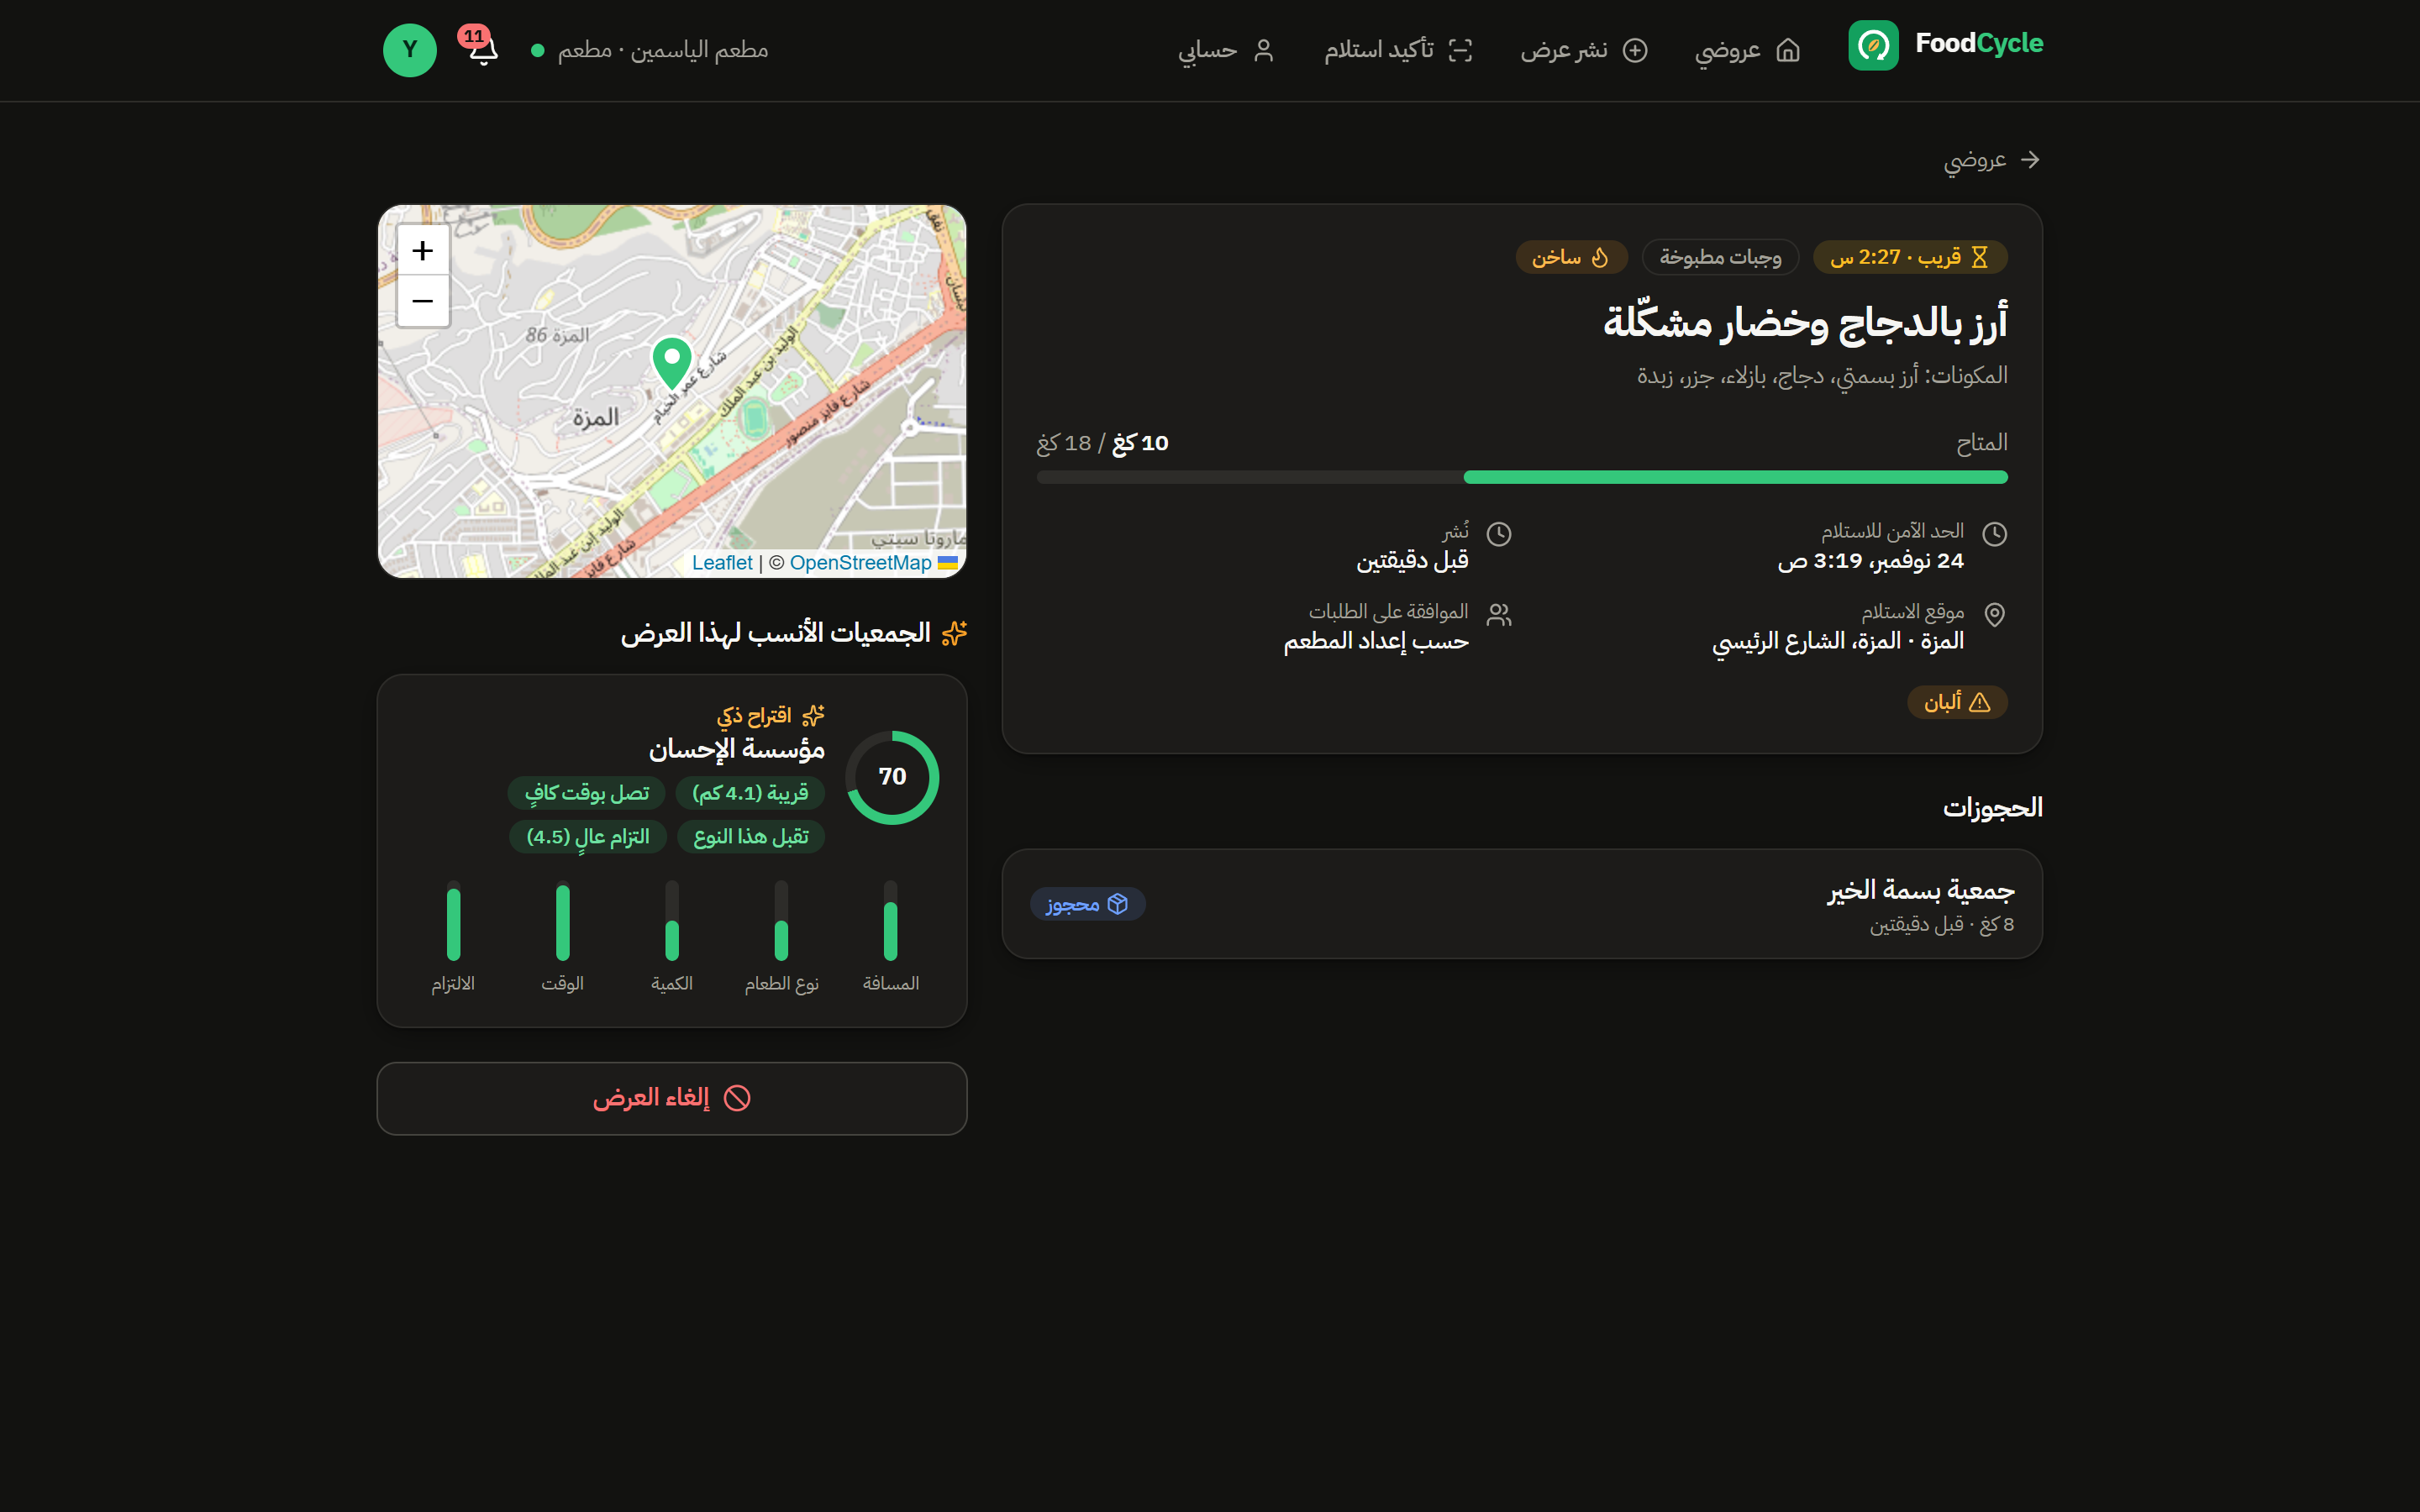 FoodCycle
عروضي
نشر عرض
تأكيد استلام
حسابي
مطعم الياسمين · مطعم
11
Y
عروضي
قريب · 2:27 س
وجبات مطبوخة
ساخن
أرز بالدجاج وخضار مشكّلة
المكونات: أرز بسمتي، دجاج، بازلاء، جزر، زبدة
المتاح
10 كغ / 18 كغ
الحد الآمن للاستلام
24 نوفمبر، 3:19 ص
نُشر
قبل دقيقتين
موقع الاستلام
المزة · المزة، الشارع الرئيسي
الموافقة على الطلبات
حسب إعداد المطعم
ألبان
الحجوزات
جمعية بسمة الخير
8 كغ · قبل دقيقتين
محجوز
+
−
المزة 86
المزة
شارع عمر الخيام
الوليد بن عبد الملك
شارع فايز منصور
نيسان
مارونا سيتي
شارع فايز
Leaflet | © OpenStreetMap
الجمعيات الأنسب لهذا العرض
اقتراح ذكي
مؤسسة الإحسان
70
قريبة (4.1 كم)
تصل بوقت كافٍ
تقبل هذا النوع
التزام عالٍ (4.5)
المسافة
نوع الطعام
الكمية
الوقت
الالتزام
إلغاء العرض